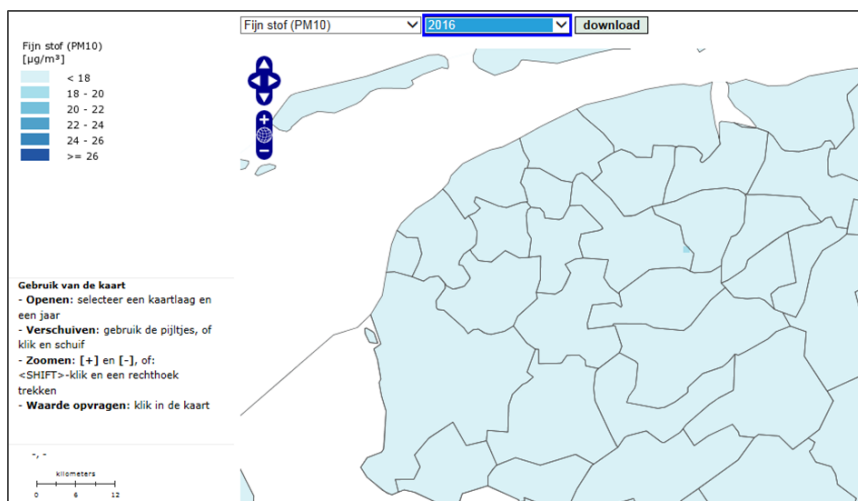 Fijn stof (PM10)
2016
download
Fijn stof (PM10)
[µg/m³]
< 18
18 - 20
20 - 22
22 - 24
24 - 26
>= 26
Gebruik van de kaart
- Openen: selecteer een kaartlaag en
een jaar
- Verschuiven: gebruik de pijltjes, of
klik en schuif
- Zoomen: [+] en [-], of:
<SHIFT>-klik en een rechthoek
trekken
- Waarde opvragen: klik in de kaart
-, -
kilometers
0 6 12